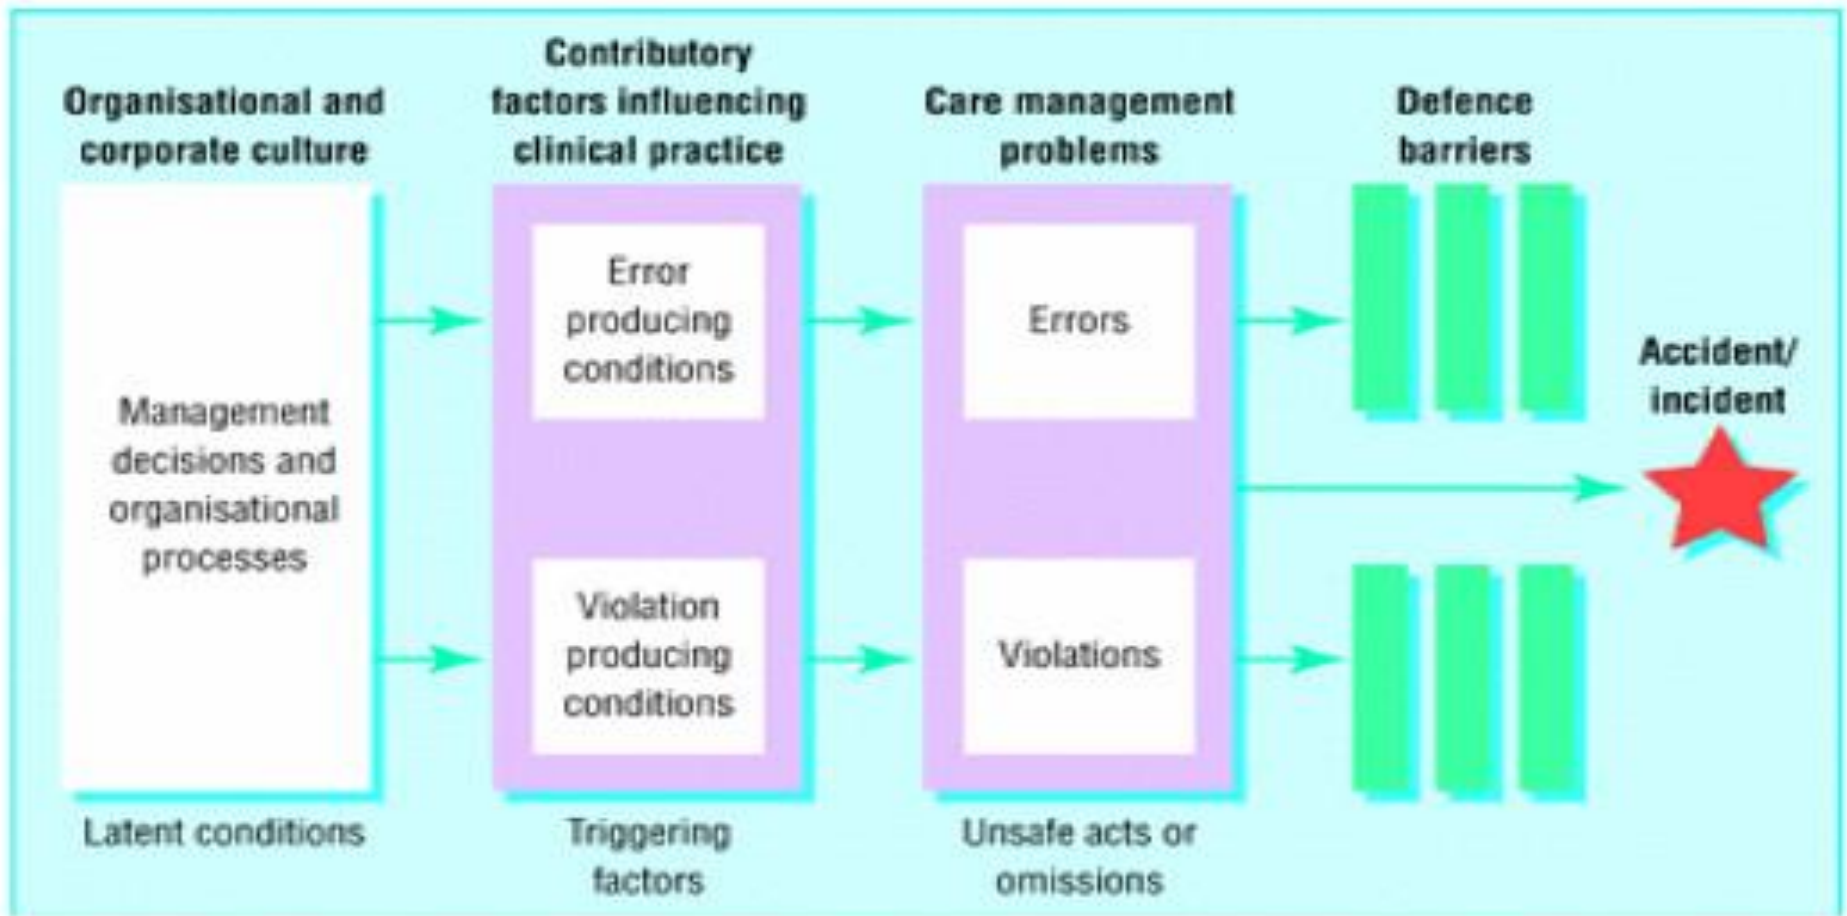 Organisational and
corporate culture
Contributory
factors influencing
clinical practice
Care management
problems
Defence
barriers
Management
decisions and
organisational
processes
Error
producing
conditions
Errors
Accident/
incident
Violation
producing
conditions
Violations
Latent conditions
Triggering
factors
Unsafe acts or
omissions